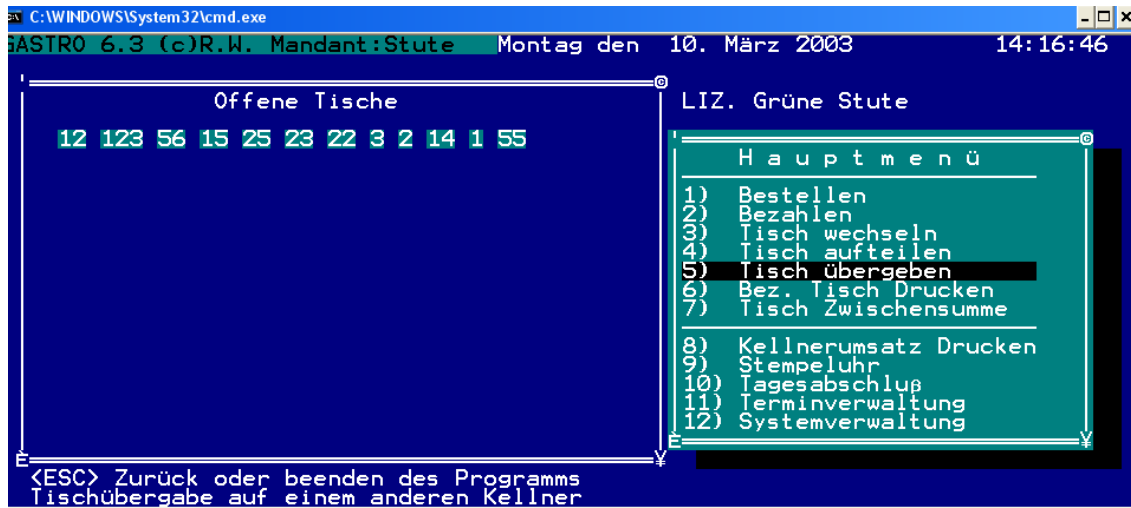 C:\WINDOWS\System32\cmd.exe
GASTRO 6.3 (c)R.W. Mandant:Stute Montag den 10. März 2003 14:16:46
Offene Tische
12 123 56 15 25 23 22 3 2 14 1 55
LIZ. Grüne Stute
Hauptmenü
1) Bestellen
2) Bezahlen
3) Tisch wechseln
4) Tisch aufteilen
5) Tisch übergeben
6) Bez. Tisch Drucken
7) Tisch Zwischensumme
8) Kellnerumsatz Drucken
9) Stempeluhr
10) Tagesabschluß
11) Terminverwaltung
12) Systemverwaltung
<ESC> Zurück oder beenden des Programms
Tischübergabe auf einem anderen Kellner